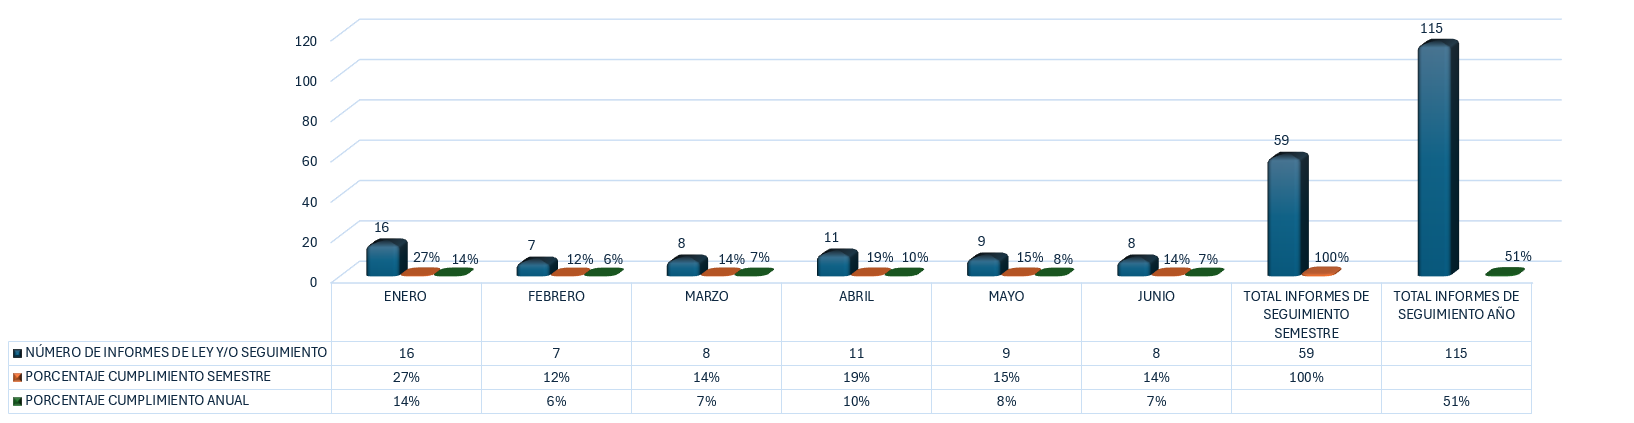 120
100
80
60
40
20
0
16
27%
14%
7
12%
6%
8
14%
7%
11
19%
10%
9
15%
8%
8
14%
7%
59
100%
115
51%
ENERO
FEBRERO
MARZO
ABRIL
MAYO
JUNIO
TOTAL INFORMES DE
SEGUIMIENTO
SEMESTRE
TOTAL INFORMES DE
SEGUIMIENTO AÑO
NÚMERO DE INFORMES DE LEY Y/O SEGUIMIENTO 16 7 8 11 9 8 59 115
PORCENTAJE CUMPLIMIENTO SEMESTRE 27% 12% 14% 19% 15% 14% 100%
PORCENTAJE CUMPLIMIENTO ANUAL 14% 6% 7% 10% 8% 7% 51%